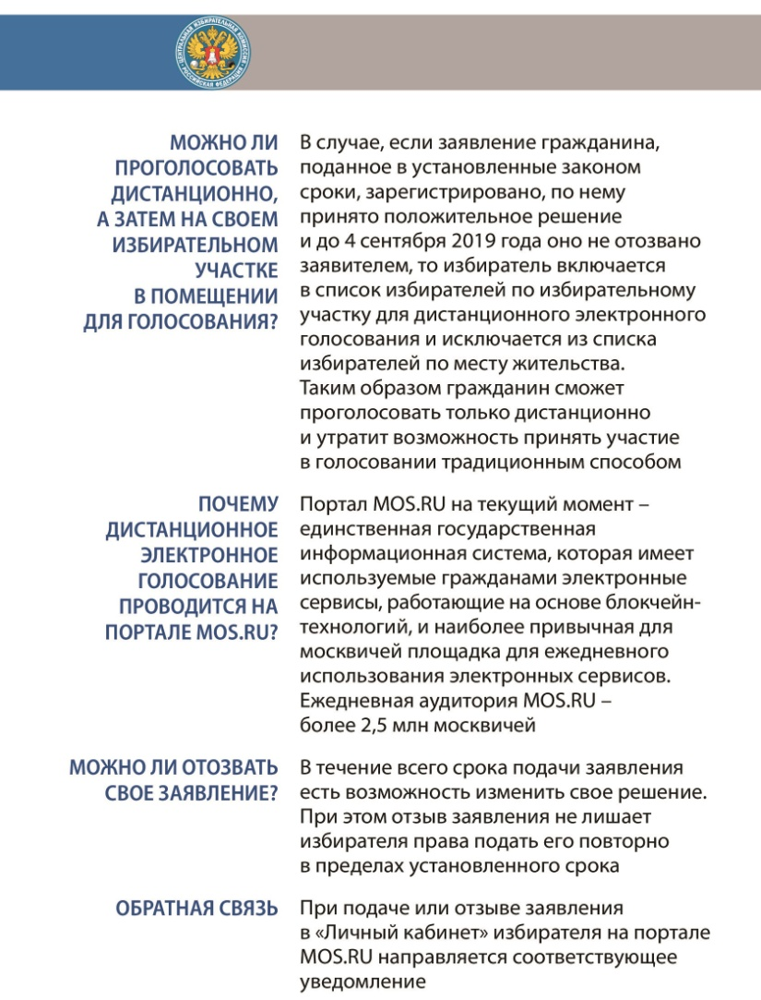 ЦЕНТРАЛЬНАЯ ИЗБИРАТЕЛЬНАЯ КОМИССИЯ
РОССИЙСКАЯ ФЕДЕРАЦИЯ
МОЖНО ЛИ
ПРОГОЛОСОВАТЬ
ДИСТАНЦИОННО,
А ЗАТЕМ НА СВОЕМ
ИЗБИРАТЕЛЬНОМ
УЧАСТКЕ
В ПОМЕЩЕНИИ
ДЛЯ ГОЛОСОВАНИЯ?
В случае, если заявление гражданина,
поданное в установленные законом
сроки, зарегистрировано, по нему
принято положительное решение
и до 4 сентября 2019 года оно не отозвано
заявителем, то избиратель включается
в список избирателей по избирательному
участку для дистанционного электронного
голосования и исключается из списка
избирателей по месту жительства.
Таким образом гражданин сможет
проголосовать только дистанционно
и утратит возможность принять участие
в голосовании традиционным способом
ПОЧЕМУ
ДИСТАНЦИОННОЕ
ЭЛЕКТРОННОЕ
ГОЛОСОВАНИЕ
ПРОВОДИТСЯ НА
ПОРТАЛЕ MOS.RU?
Портал MOS.RU на текущий момент –
единственная государственная
информационная система, которая имеет
используемые гражданами электронные
сервисы, работающие на основе блокчейн-
технологий, и наиболее привычная для
москвичей площадка для ежедневного
использования электронных сервисов.
Ежедневная аудитория MOS.RU –
более 2,5 млн москвичей
МОЖНО ЛИ ОТОЗВАТЬ
СВОЕ ЗАЯВЛЕНИЕ?
В течение всего срока подачи заявления
есть возможность изменить свое решение.
При этом отзыв заявления не лишает
избирателя права подать его повторно
в пределах установленного срока
ОБРАТНАЯ СВЯЗЬ
При подаче или отзыве заявления
в «Личный кабинет» избирателя на портале
MOS.RU направляется соответствующее
уведомление